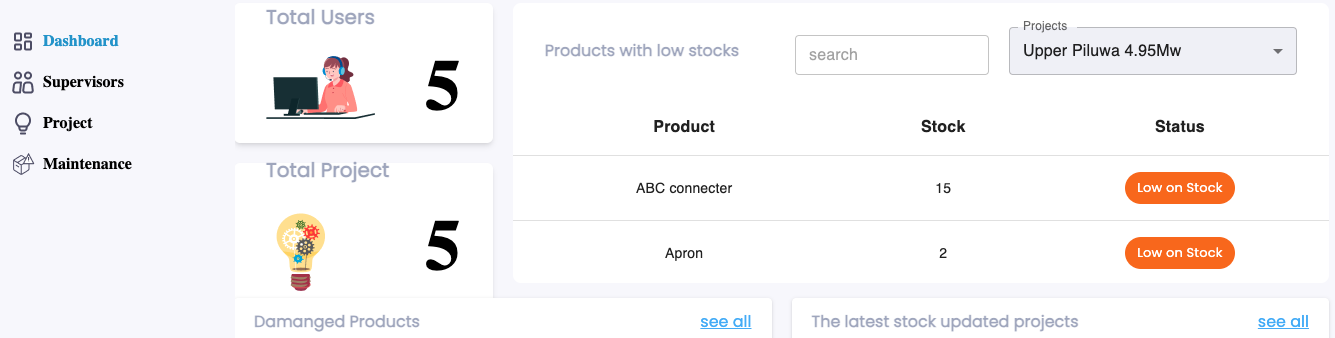 Dashboard
Supervisors
Project
Maintenance
Total Users
5
Total Project
5
Products with low stocks
search
Projects
Upper Piluwa 4.95Mw
Product Stock Status
ABC connecter 15 Low on Stock
Apron 2 Low on Stock
Damanged Products see all
The latest stock updated projects see all